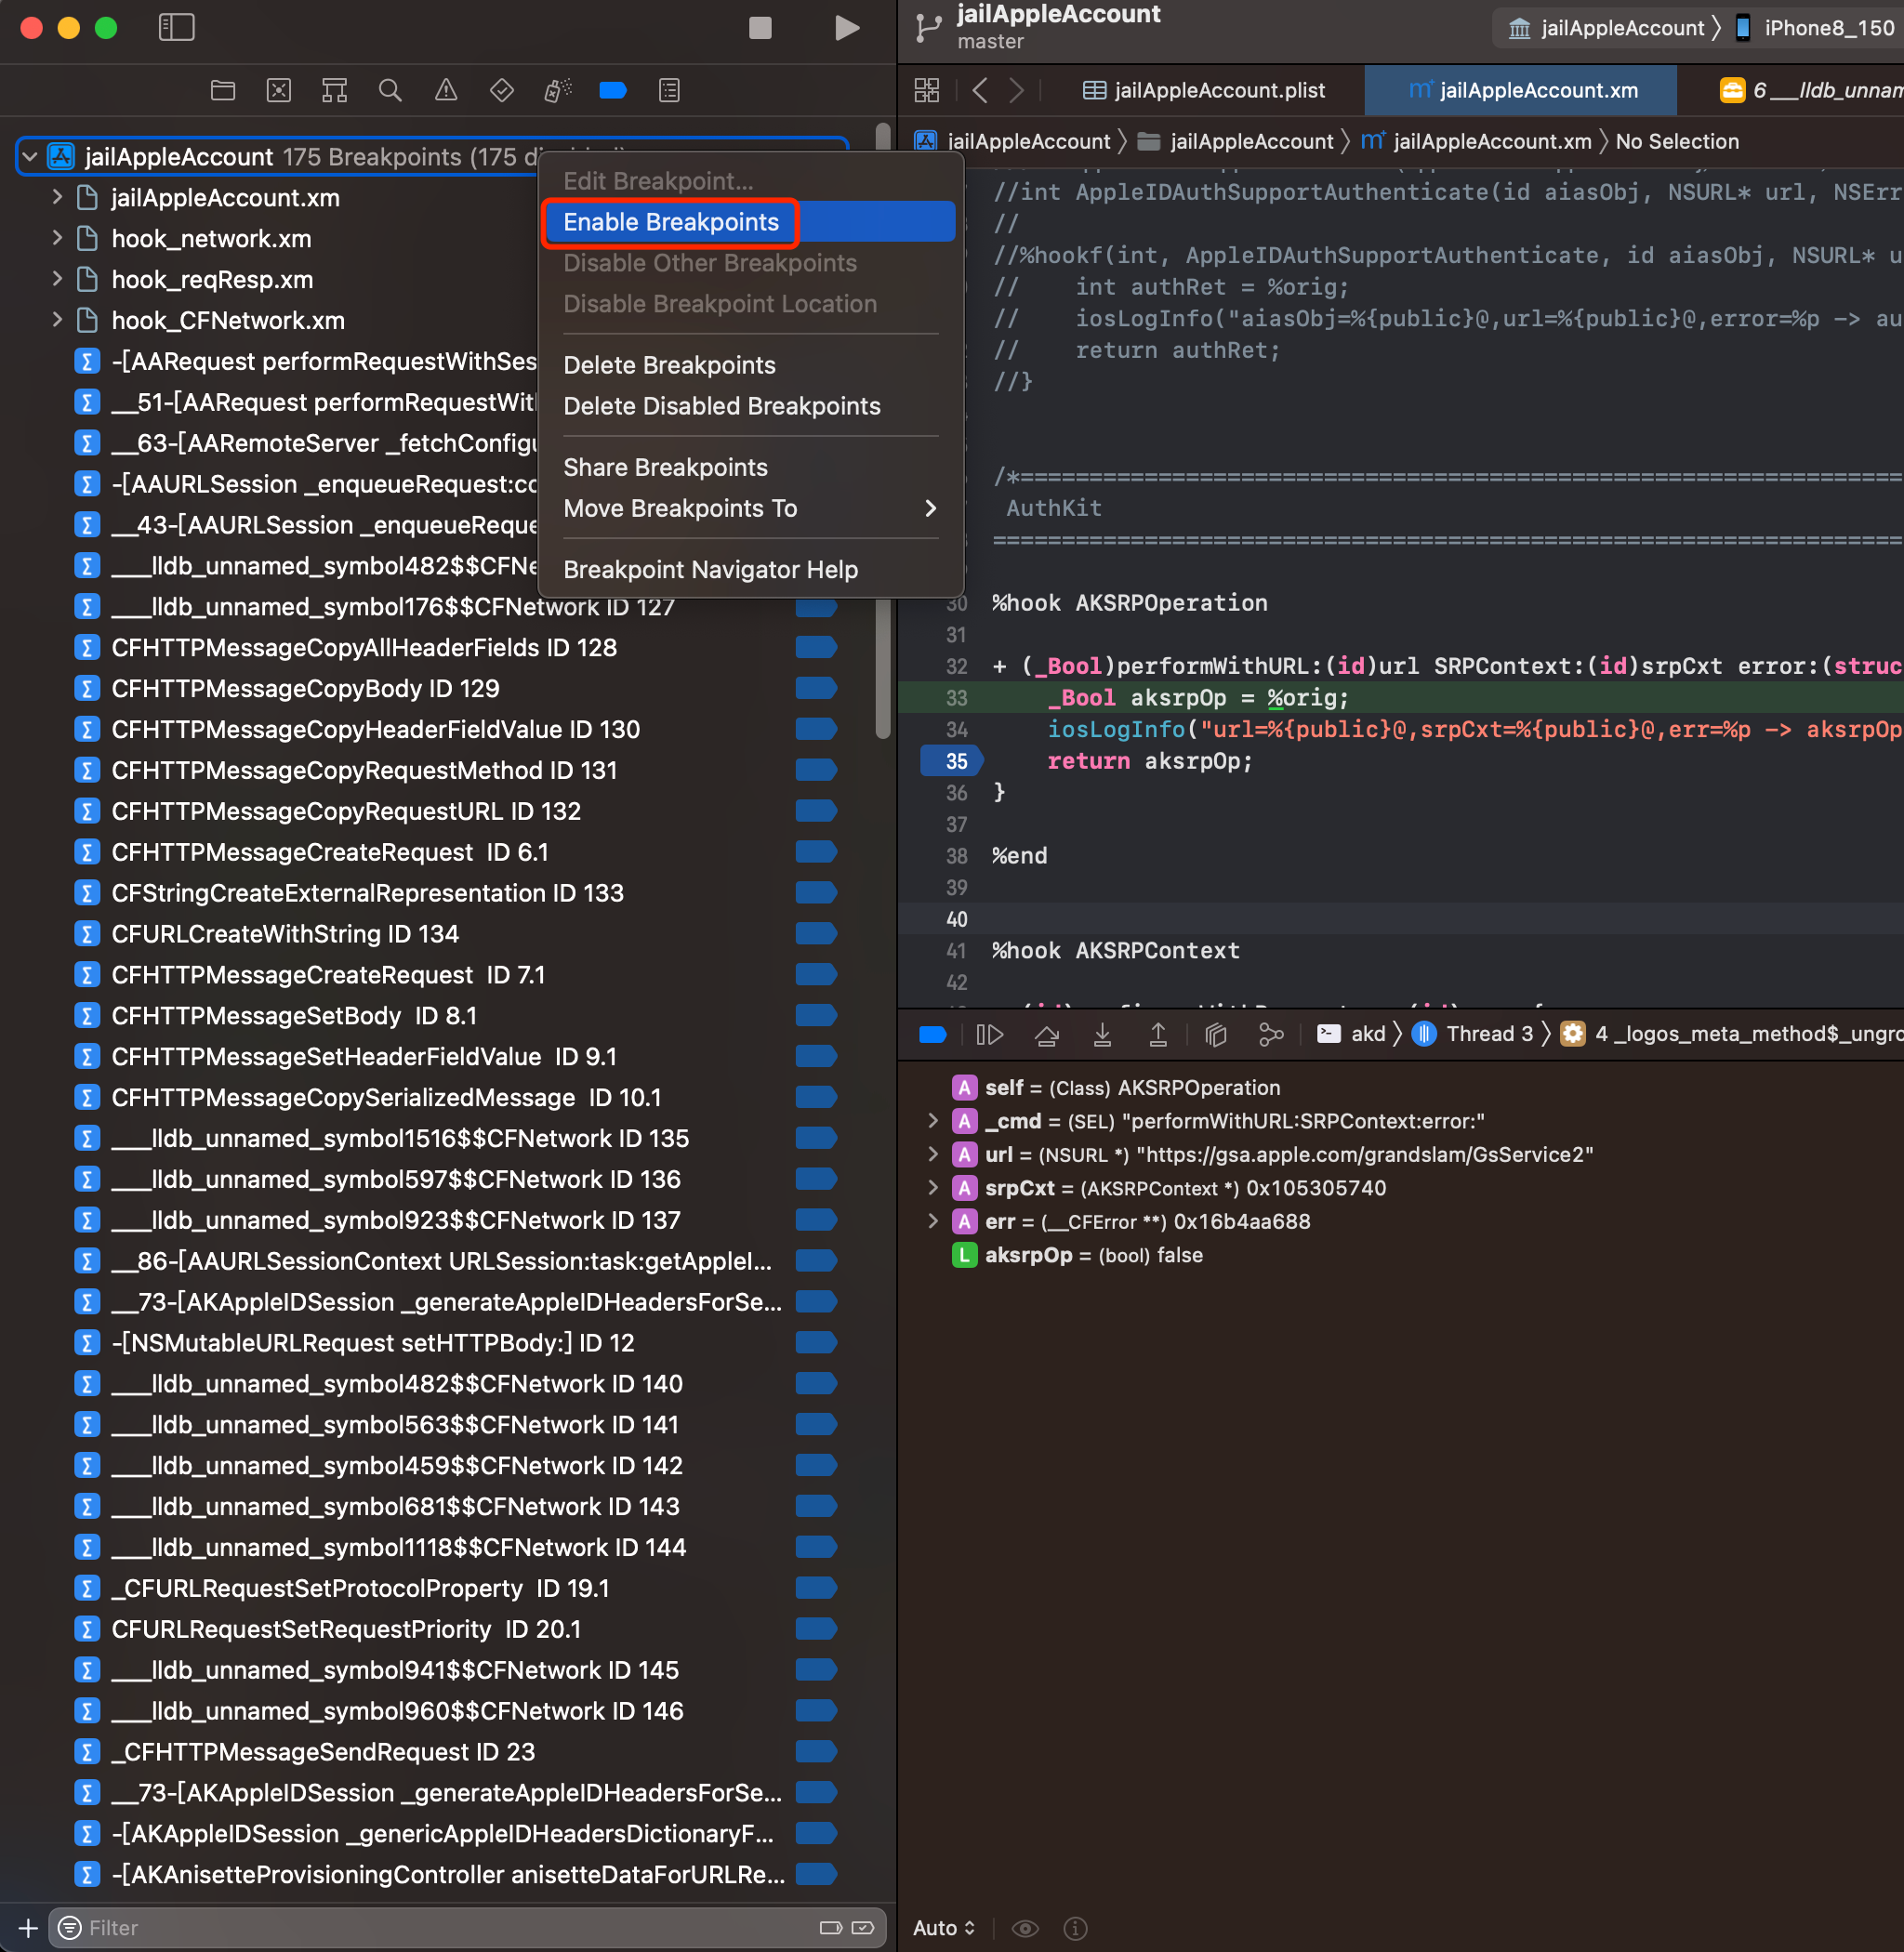 jailAppleAccount
master
jailAppleAccount
iPhone8_150
jailAppleAccount.plist
jailAppleAccount.xm
6 ___lldb_unnam
jailAppleAccount
jailAppleAccount
jailAppleAccount.xm
No Selection
jailAppleAccount 175 Breakpoints (175 d
jailAppleAccount.xm
hook_network.xm
hook_reqResp.xm
hook_CFNetwork.xm
-[AARequest performRequestWithSes
__51-[AARequest performRequestWit
__63-[AARemoteServer _fetchConfigu
-[AAURLSession _enqueueRequest:co
__43-[AAURLSession _enqueueReque
___lldb_unnamed_symbol482$$CFNe
___lldb_unnamed_symbol176$$CFNetwork ID 127
CFHTTPMessageCopyAllHeaderFields ID 128
CFHTTPMessageCopyBody ID 129
CFHTTPMessageCopyHeaderFieldValue ID 130
CFHTTPMessageCopyRequestMethod ID 131
CFHTTPMessageCopyRequestURL ID 132
CFHTTPMessageCreateRequest  ID 6.1
CFStringCreateExternalRepresentation ID 133
CFURLCreateWithString ID 134
CFHTTPMessageCreateRequest  ID 7.1
CFHTTPMessageSetBody  ID 8.1
CFHTTPMessageSetHeaderFieldValue  ID 9.1
CFHTTPMessageCopySerializedMessage  ID 10.1
___lldb_unnamed_symbol1516$$CFNetwork ID 135
___lldb_unnamed_symbol597$$CFNetwork ID 136
___lldb_unnamed_symbol923$$CFNetwork ID 137
__86-[AAURLSessionContext URLSession:task:getAppleI...
__73-[AKAppleIDSession _generateAppleIDHeadersForSe...
-[NSMutableURLRequest setHTTPBody:] ID 12
___lldb_unnamed_symbol482$$CFNetwork ID 140
___lldb_unnamed_symbol563$$CFNetwork ID 141
___lldb_unnamed_symbol459$$CFNetwork ID 142
___lldb_unnamed_symbol681$$CFNetwork ID 143
___lldb_unnamed_symbol1118$$CFNetwork ID 144
_CFURLRequestSetProtocolProperty  ID 19.1
CFURLRequestSetRequestPriority  ID 20.1
___lldb_unnamed_symbol941$$CFNetwork ID 145
___lldb_unnamed_symbol960$$CFNetwork ID 146
_CFHTTPMessageSendRequest ID 23
__73-[AKAppleIDSession _generateAppleIDHeadersForSe...
-[AKAppleIDSession _genericAppleIDHeadersDictionaryF...
-[AKAnisetteProvisioningController anisetteDataForURLRe...
Filter
Edit Breakpoint...
Enable Breakpoints
Disable Other Breakpoints
Disable Breakpoint Location
Delete Breakpoints
Delete Disabled Breakpoints
Share Breakpoints
Move Breakpoints To
Breakpoint Navigator Help
//int AppleIDAuthSupportAuthenticate(id aiasObj, NSURL* url, NSErr
//
//%hookf(int, AppleIDAuthSupportAuthenticate, id aiasObj, NSURL* u
//    int authRet = %orig;
//    iosLogInfo("aiasObj=%{public}@,url=%{public}@,error=%p -> au
//    return authRet;
//}
/*==================================================================
AuthKit
==================================================================
30 %hook AKSRPOperation
31
32 + (_Bool)performWithURL:(id)url SRPContext:(id)srpCxt error:(struc
33     _Bool aksrpOp = %orig;
34     iosLogInfo("url=%{public}@,srpCxt=%{public}@,err=%p -> aksrpOp
35     return aksrpOp;
36 }
37
38 %end
39
40
41 %hook AKSRPContext
42
akd
Thread 3
4 _logos_meta_method$_ungro
A self = (Class) AKSRPOperation
A _cmd = (SEL) "performWithURL:SRPContext:error:"
A url = (NSURL *) "https://gsa.apple.com/grandslam/GsService2"
A srpCxt = (AKSRPContext *) 0x105305740
A err = (__CFError **) 0x16b4aa688
L aksrpOp = (bool) false
Auto